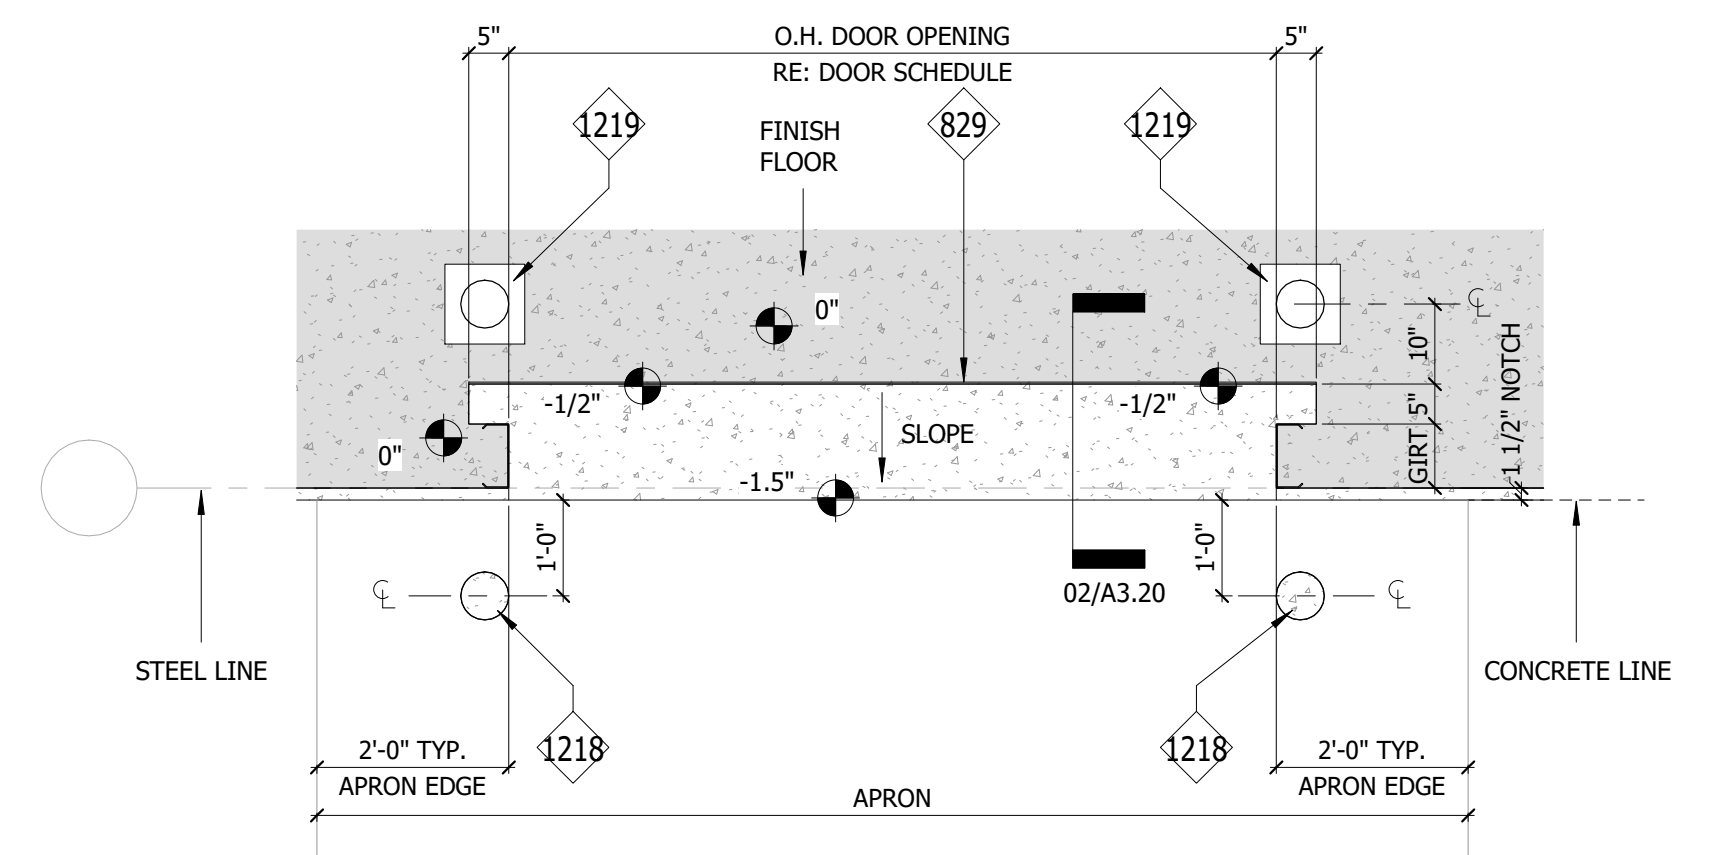 5"
O.H. DOOR OPENING
5"
RE: DOOR SCHEDULE
1219
FINISH
FLOOR
829
1219
0"
℄
10"
1 1/2" NOTCH
-1/2"
-1/2"
5"
GIRT
SLOPE
0"
-1.5"
1'-0"
1'-0"
℄
02/A3.20
℄
STEEL LINE
CONCRETE LINE
1218
1218
2'-0" TYP.
APRON EDGE
2'-0" TYP.
APRON EDGE
APRON